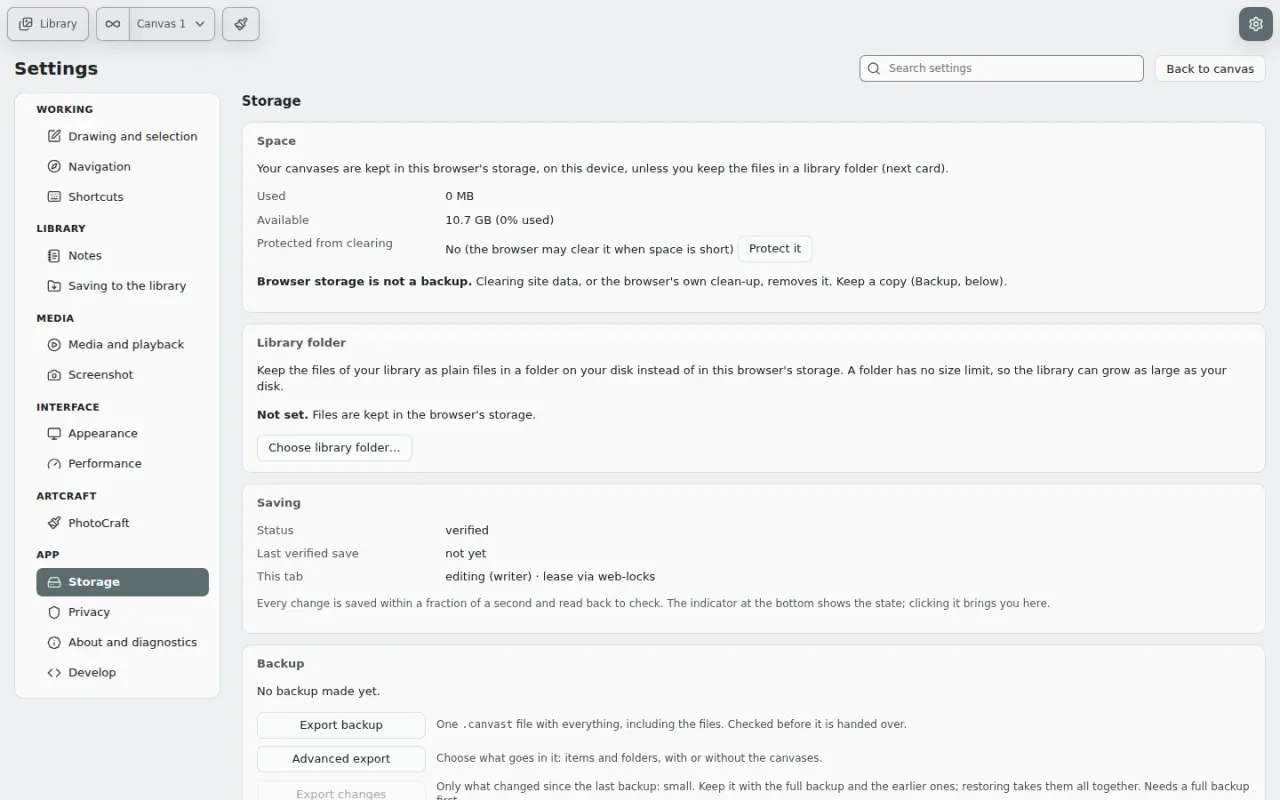 Library
Canvas 1
Settings
Search settings
Back to canvas
WORKING
Drawing and selection
Navigation
Shortcuts
LIBRARY
Notes
Saving to the library
MEDIA
Media and playback
Screenshot
INTERFACE
Appearance
Performance
ARTCRAFT
PhotoCraft
APP
Storage
Privacy
About and diagnostics
Develop
Storage
Space
Your canvases are kept in this browser's storage, on this device, unless you keep the files in a library folder (next card).
Used 0 MB
Available 10.7 GB (0% used)
Protected from clearing No (the browser may clear it when space is short) Protect it
Browser storage is not a backup. Clearing site data, or the browser's own clean-up, removes it. Keep a copy (Backup, below).
Library folder
Keep the files of your library as plain files in a folder on your disk instead of in this browser's storage. A folder has no size limit, so the library can grow as large as your
disk.
Not set. Files are kept in the browser's storage.
Choose library folder...
Saving
Status verified
Last verified save not yet
This tab editing (writer) · lease via web-locks
Every change is saved within a fraction of a second and read back to check. The indicator at the bottom shows the state; clicking it brings you here.
Backup
No backup made yet.
Export backup One .canvast file with everything, including the files. Checked before it is handed over.
Advanced export Choose what goes in it: items and folders, with or without the canvases.
Export changes Only what changed since the last backup: small. Keep it with the full backup and the earlier ones; restoring takes them all together. Needs a full backup
first.